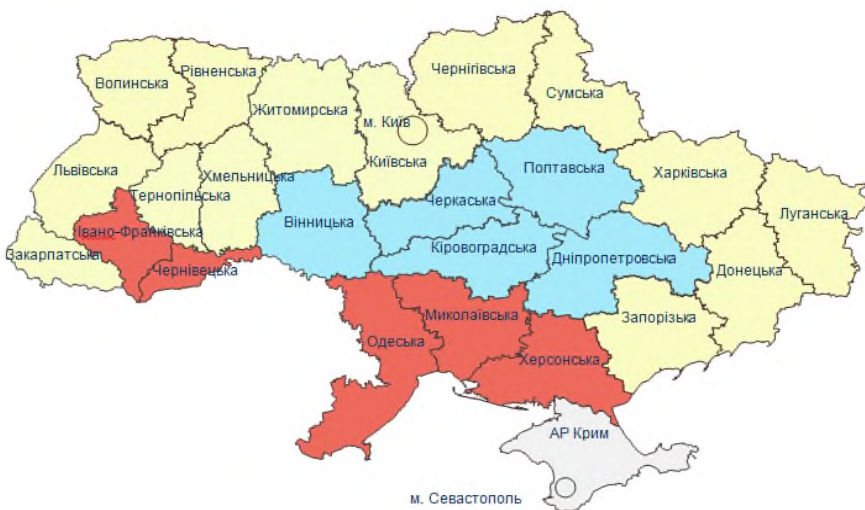 Волинська
Рівненська
Чернігівська
Сумська
Житомирська
м. Київ
Київська
Львівська
Тернопільська
Хмельницька
Полтавська
Харківська
Черкаська
Луганська
Вінницька
Івано-Франківська
Закарпатська
Чернівецька
Кіровоградська
Дніпропетровська
Донецька
Миколаївська
Запорізька
Одеська
Херсонська
АР Крим
м. Севастополь